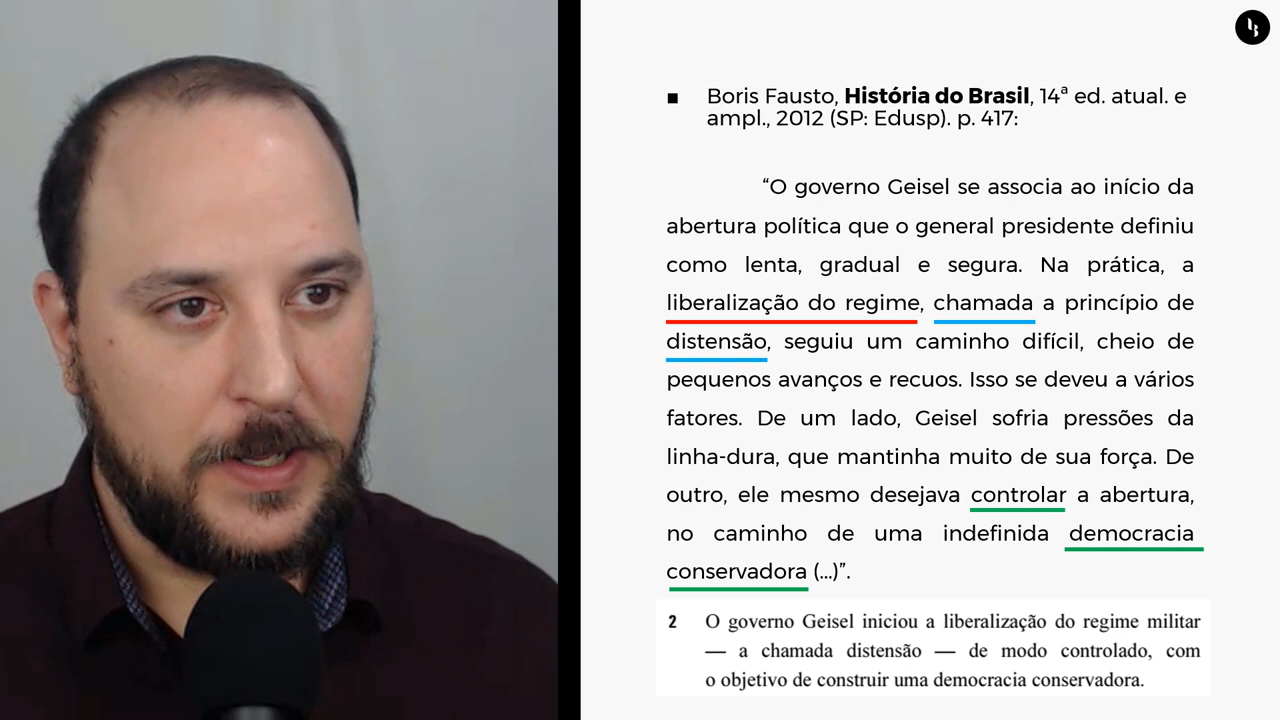 ▪ Boris Fausto, História do Brasil, 14ª ed. atual. e
ampl., 2012 (SP: Edusp). p. 417:
“O governo Geisel se associa ao início da
abertura política que o general presidente definiu
como lenta, gradual e segura. Na prática, a
liberalização do regime, chamada a princípio de
distensão, seguiu um caminho difícil, cheio de
pequenos avanços e recuos. Isso se deveu a vários
fatores. De um lado, Geisel sofria pressões da
linha-dura, que mantinha muito de sua força. De
outro, ele mesmo desejava controlar a abertura,
no caminho de uma indefinida democracia
conservadora (...)”.
2 O governo Geisel iniciou a liberalização do regime militar
— a chamada distensão — de modo controlado, com
o objetivo de construir uma democracia conservadora.